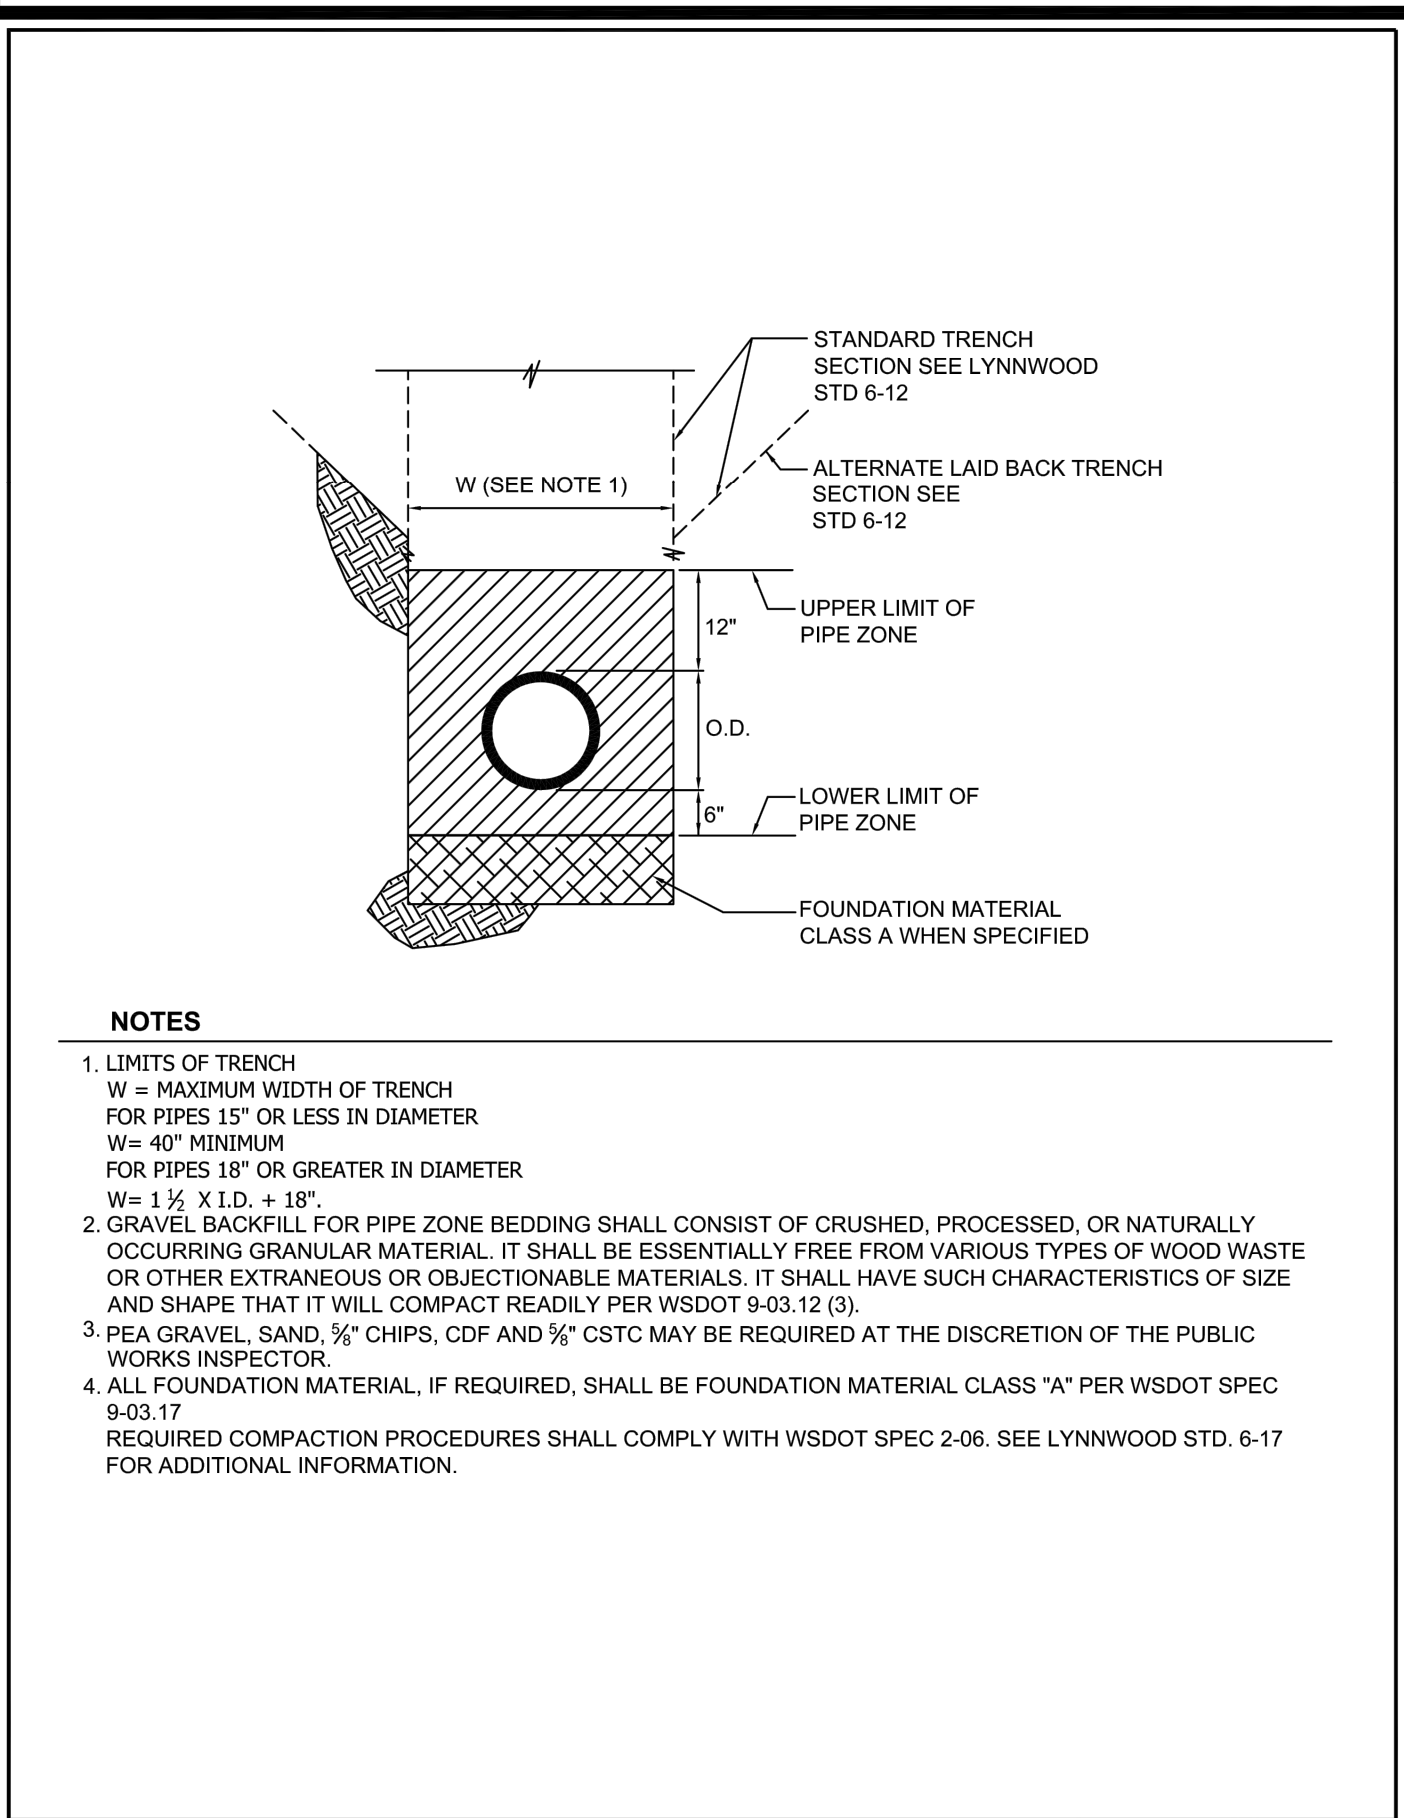 STANDARD TRENCH
SECTION SEE LYNNWOOD
STD 6-12
ALTERNATE LAID BACK TRENCH
SECTION SEE
STD 6-12
W (SEE NOTE 1)
UPPER LIMIT OF
PIPE ZONE
12"
O.D.
LOWER LIMIT OF
PIPE ZONE
6"
FOUNDATION MATERIAL
CLASS A WHEN SPECIFIED
NOTES
1. LIMITS OF TRENCH
W = MAXIMUM WIDTH OF TRENCH
FOR PIPES 15" OR LESS IN DIAMETER
W= 40" MINIMUM
FOR PIPES 18" OR GREATER IN DIAMETER
W= 1 ½ X I.D. + 18".
2. GRAVEL BACKFILL FOR PIPE ZONE BEDDING SHALL CONSIST OF CRUSHED, PROCESSED, OR NATURALLY
OCCURRING GRANULAR MATERIAL. IT SHALL BE ESSENTIALLY FREE FROM VARIOUS TYPES OF WOOD WASTE
OR OTHER EXTRANEOUS OR OBJECTIONABLE MATERIALS. IT SHALL HAVE SUCH CHARACTERISTICS OF SIZE
AND SHAPE THAT IT WILL COMPACT READILY PER WSDOT 9-03.12 (3).
3. PEA GRAVEL, SAND, ⅝" CHIPS, CDF AND ⅝" CSTC MAY BE REQUIRED AT THE DISCRETION OF THE PUBLIC
WORKS INSPECTOR.
4. ALL FOUNDATION MATERIAL, IF REQUIRED, SHALL BE FOUNDATION MATERIAL CLASS "A" PER WSDOT SPEC
9-03.17
REQUIRED COMPACTION PROCEDURES SHALL COMPLY WITH WSDOT SPEC 2-06. SEE LYNNWOOD STD. 6-17
FOR ADDITIONAL INFORMATION.